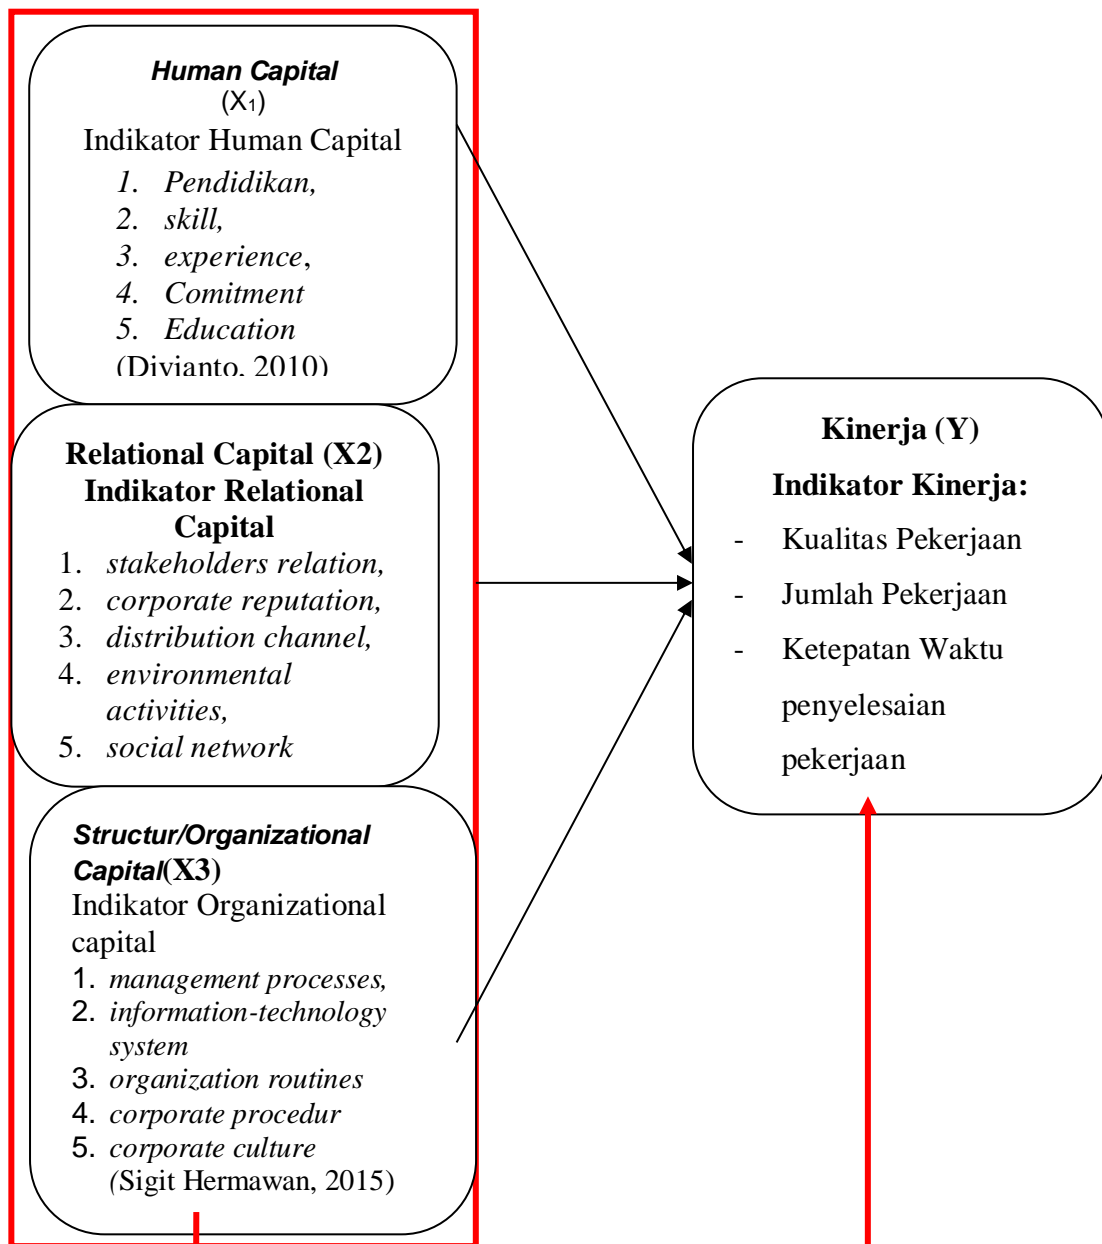 Human Capital
(X₁)
Indikator Human Capital
1. Pendidikan,
2. skill,
3. experience,
4. Comitment
5. Education
(Divianto, 2010)
Relational Capital (X2)
Indikator Relational
Capital
1. stakeholders relation,
2. corporate reputation,
3. distribution channel,
4. environmental
activities,
5. social network
Structur/Organizational
Capital(X3)
Indikator Organizational
capital
1. management processes,
2. information-technology
system
3. organization routines
4. corporate procedur
5. corporate culture
(Sigit Hermawan, 2015)
Kinerja (Y)
Indikator Kinerja:
- Kualitas Pekerjaan
- Jumlah Pekerjaan
- Ketepatan Waktu
penyelesaian
pekerjaan